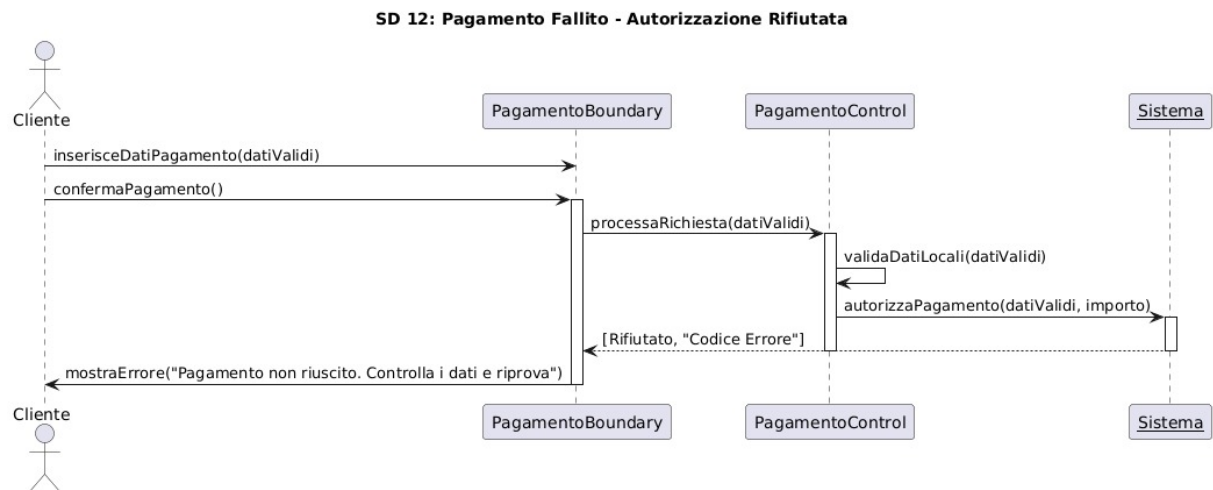 SD 12: Pagamento Fallito - Autorizzazione Rifiutata
Cliente
PagamentoBoundary
PagamentoControl
Sistema
inserisceDatiPagamento(datiValidi)
confermaPagamento()
processaRichiesta(datiValidi)
validaDatiLocali(datiValidi)
autorizzaPagamento(datiValidi, importo)
[Rifiutato, "Codice Errore"]
mostraErrore("Pagamento non riuscito. Controlla i dati e riprova")
Cliente
PagamentoBoundary
PagamentoControl
Sistema